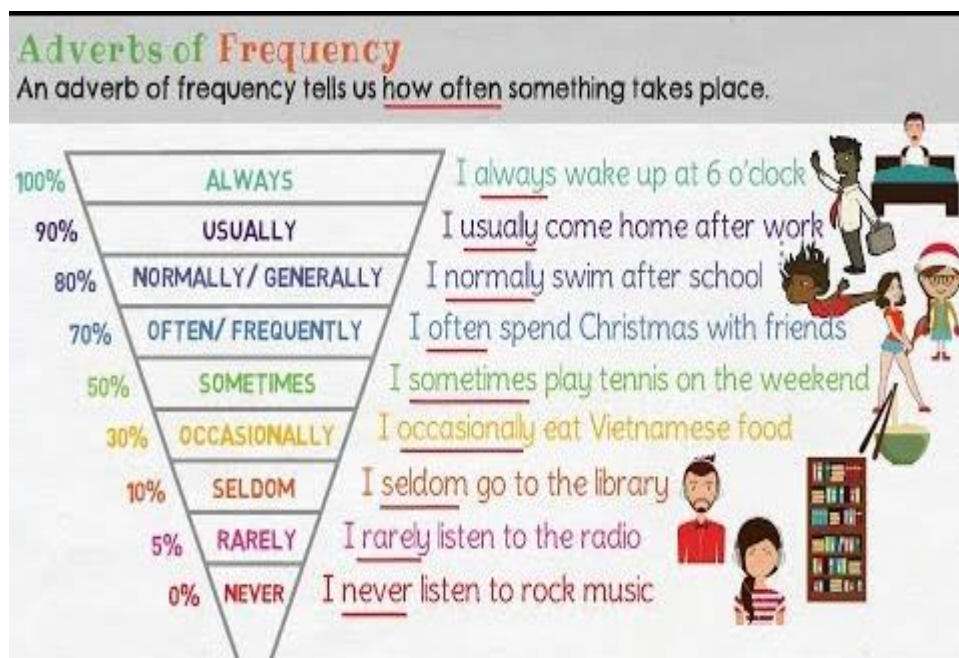 Adverbs of Frequency
An adverb of frequency tells us how often something takes place.
100% ALWAYS I always wake up at 6 o'clock
90% USUALLY I usually come home after work
80% NORMALLY/ GENERALLY I normaly swim after school
70% OFTEN/ FREQUENTLY I often spend Christmas with friends
50% SOMETIMES I sometimes play tennis on the weekend
30% OCCASIONALLY I occasionally eat Vietnamese food
10% SELDOM I seldom go to the library
5% RARELY I rarely listen to the radio
0% NEVER I never listen to rock music